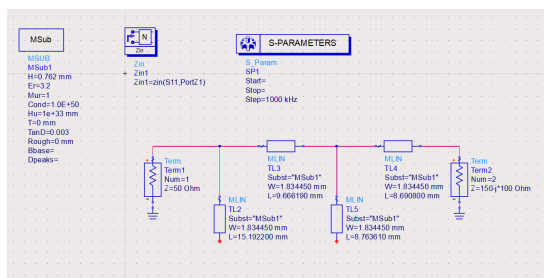 MSub
MSUB
MSub1
H=0.762 mm
Er=3.2
Mur=1
Cond=1.0E+50
Hu=1e+33 mm
T=0 mm
TanD=0.003
Rough=0 mm
Bbase=
Dpeaks=
N
Zin
Zin
Zin1
Zin1=zin(S11,PortZ1)
S-PARAMETERS
S_Param
SP1
Start=
Stop=
Step=1000 kHz
Term
Term1
Num=1
Z=50 Ohm
MLIN
TL2
Subst="MSub1"
W=1.834450 mm
L=15.192200 mm
MLIN
TL3
Subst="MSub1"
W=1.834450 mm
L=9.666190 mm
MLIN
TL5
Subst="MSub1"
W=1.834450 mm
L=8.763610 mm
MLIN
TL4
Subst="MSub1"
W=1.834450 mm
L=8.690800 mm
Term
Term2
Num=2
Z=150-j*100 Ohm